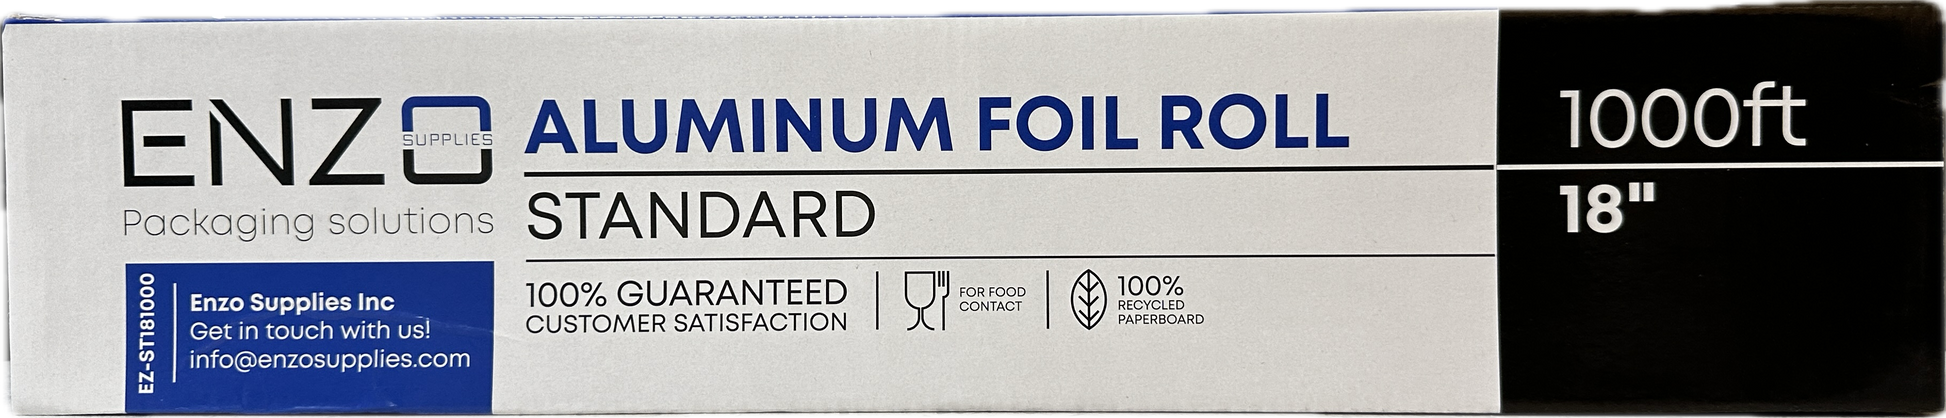 ENZO
SUPPLIES
Packaging solutions
EZ-ST181000
Enzo Supplies Inc
Get in touch with us!
info@enzosupplies.com
ALUMINUM FOIL ROLL
STANDARD
100% GUARANTEED
CUSTOMER SATISFACTION
FOR FOOD
CONTACT
100%
RECYCLED
PAPERBOARD
1000ft
18"